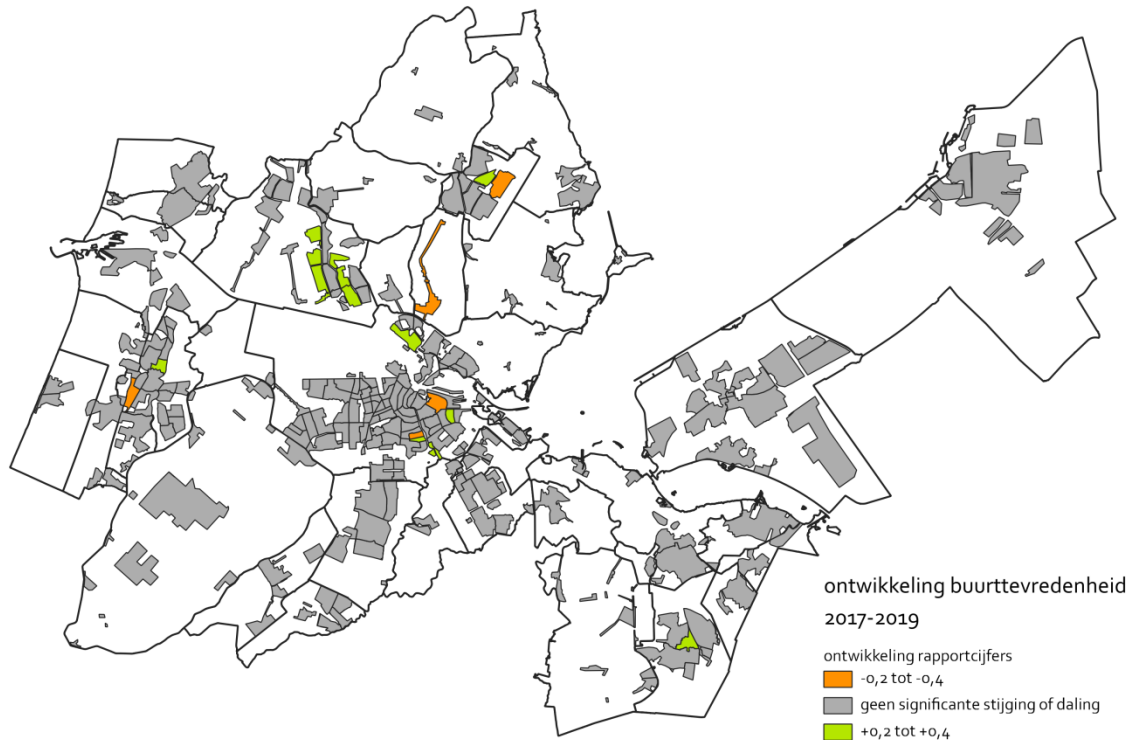 ontwikkeling buurttevredenheid
2017-2019
ontwikkeling rapportcijfers
-0,2 tot -0,4
geen significante stijging of daling
+0,2 tot +0,4